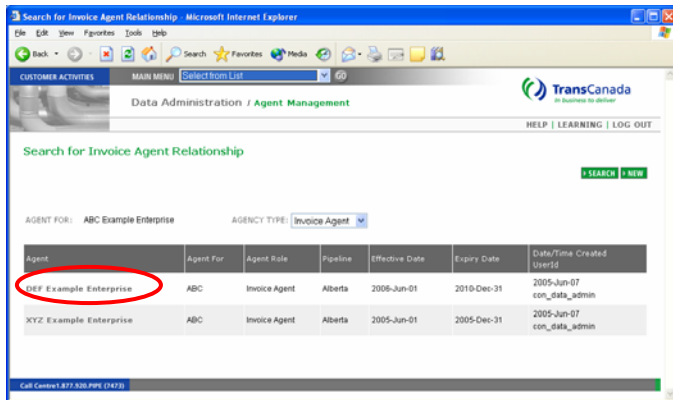 Search for Invoice Agent Relationship - Microsoft Internet Explorer
File Edit View Favorites Tools Help
Back Search Favorites Media
CUSTOMER ACTIVITIES MAIN MENU Select from List GO
TransCanada
In business to deliver
Data Administration / Agent Management
HELP | LEARNING | LOG OUT
Search for Invoice Agent Relationship
SEARCH NEW
AGENT FOR: ABC Example Enterprise AGENCY TYPE: Invoice Agent
Agent Agent For Agent Role Pipeline Effective Date Expiry Date Date/Time Created UserId
DEF Example Enterprise ABC Invoice Agent Alberta 2006-Jun-01 2010-Dec-31 2005-Jun-07 con_data_admin
XYZ Example Enterprise ABC Invoice Agent Alberta 2005-Jun-01 2005-Dec-31 2005-Jun-07 con_data_admin
Call Centre1.877.920.PIPE (7473)